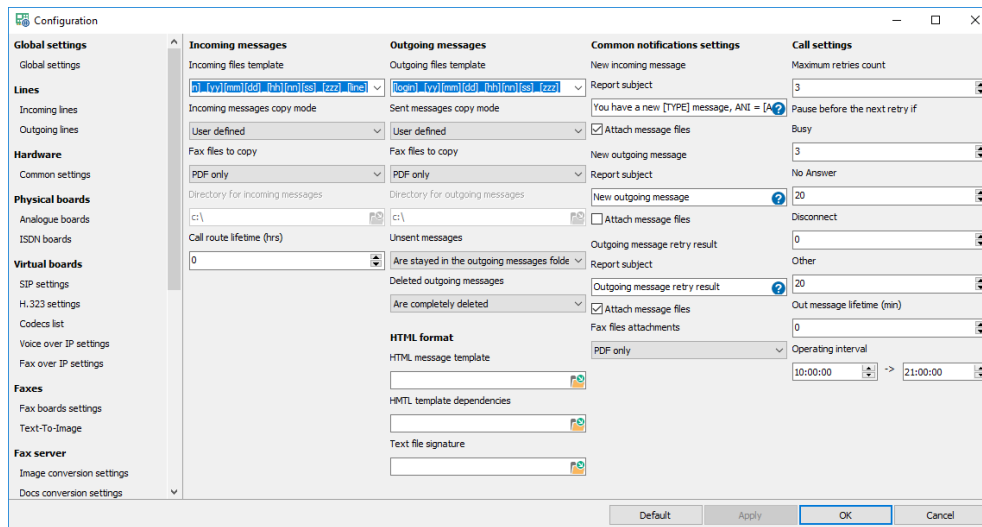 Configuration
Global settings
Global settings
Lines
Incoming lines
Outgoing lines
Hardware
Common settings
Physical boards
Analogue boards
ISDN boards
Virtual boards
SIP settings
H.323 settings
Codecs list
Voice over IP settings
Fax over IP settings
Faxes
Fax boards settings
Text-To-Image
Fax server
Image conversion settings
Docs conversion settings
Incoming messages
Incoming files template
n]_[yy][mm][dd]_[hh][nn][ss]_[zzz]_[line]
Incoming messages copy mode
User defined
Fax files to copy
PDF only
Directory for incoming messages
c:\
Call route lifetime (hrs)
0
Outgoing messages
Outgoing files template
[login]_[yy][mm][dd]_[hh][nn][ss]_[zzz]
Sent messages copy mode
User defined
Fax files to copy
PDF only
Directory for outgoing messages
c:\
Unsent messages
Are stayed in the outgoing messages folde
Deleted outgoing messages
Are completely deleted
HTML format
HTML message template
HMTL template dependencies
Text file signature
Common notifications settings
New incoming message
Report subject
You have a new [TYPE] message, ANI = [A
Attach message files
New outgoing message
Report subject
New outgoing message
Attach message files
Outgoing message retry result
Report subject
Outgoing message retry result
Attach message files
Fax files attachments
PDF only
Call settings
Maximum retries count
3
Pause before the next retry if
Busy
3
No Answer
20
Disconnect
0
Other
20
Out message lifetime (min)
0
Operating interval
10:00:00 -> 21:00:00
Default Apply OK Cancel